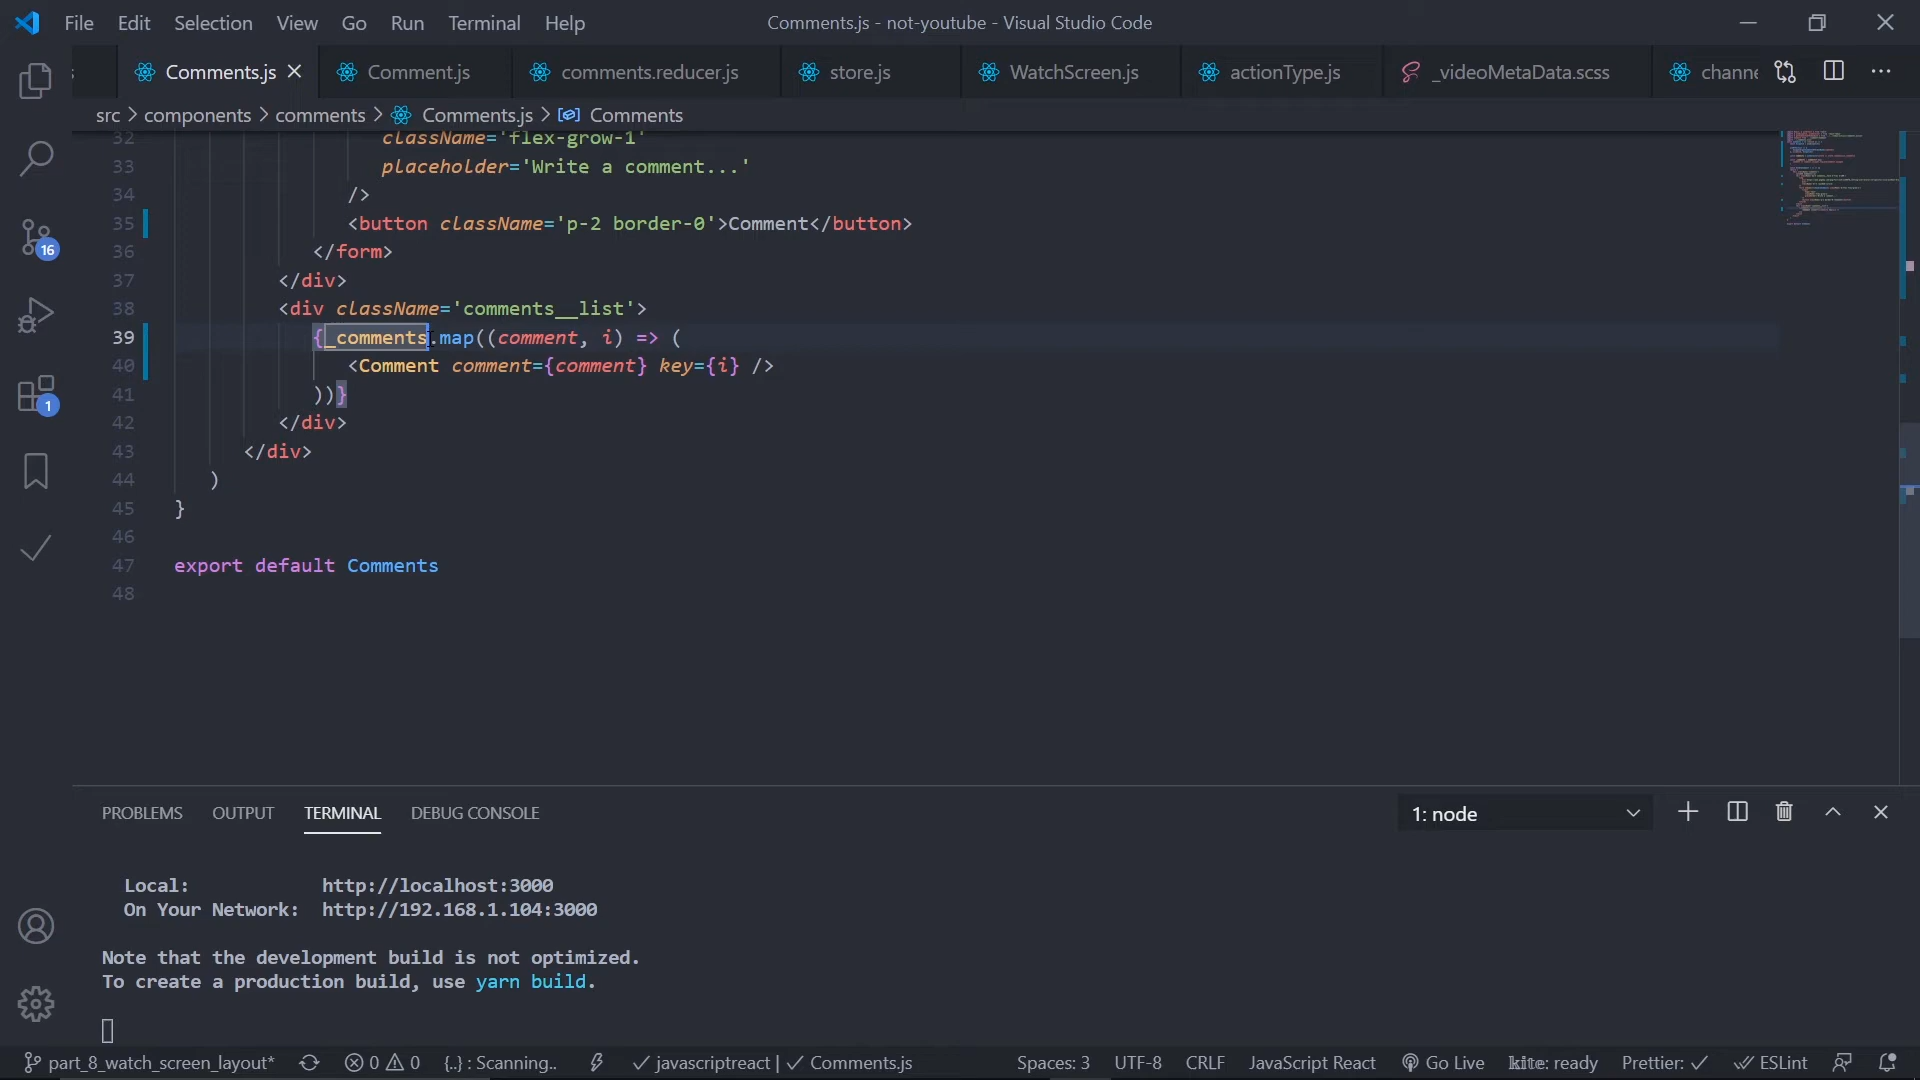 File Edit Selection View Go Run Terminal Help Comments.js - not-youtube - Visual Studio Code
Comments.js Comment.js comments.reducer.js store.js WatchScreen.js actionType.js _videoMetaData.scss channe
src > components > comments > Comments.js > Comments
32 className='flex-grow-1'
33 placeholder='Write a comment...'
34 />
35 <button className='p-2 border-0'>Comment</button>
36 </form>
37 </div>
38 <div className='comments__list'>
39 {_comments.map((comment, i) => (
40 <Comment comment={comment} key={i} />
41 ))}
42 </div>
43 </div>
44 )
45 }
46
47 export default Comments
48
16
1
PROBLEMS OUTPUT TERMINAL DEBUG CONSOLE 1: node
Local: http://localhost:3000
On Your Network: http://192.168.1.104:3000
Note that the development build is not optimized.
To create a production build, use yarn build.
part_8_watch_screen_layout* 0 0 {..} : Scanning.. javascriptreact | Comments.js Spaces: 3 UTF-8 CRLF JavaScript React Go Live kite: ready Prettier: ESLint